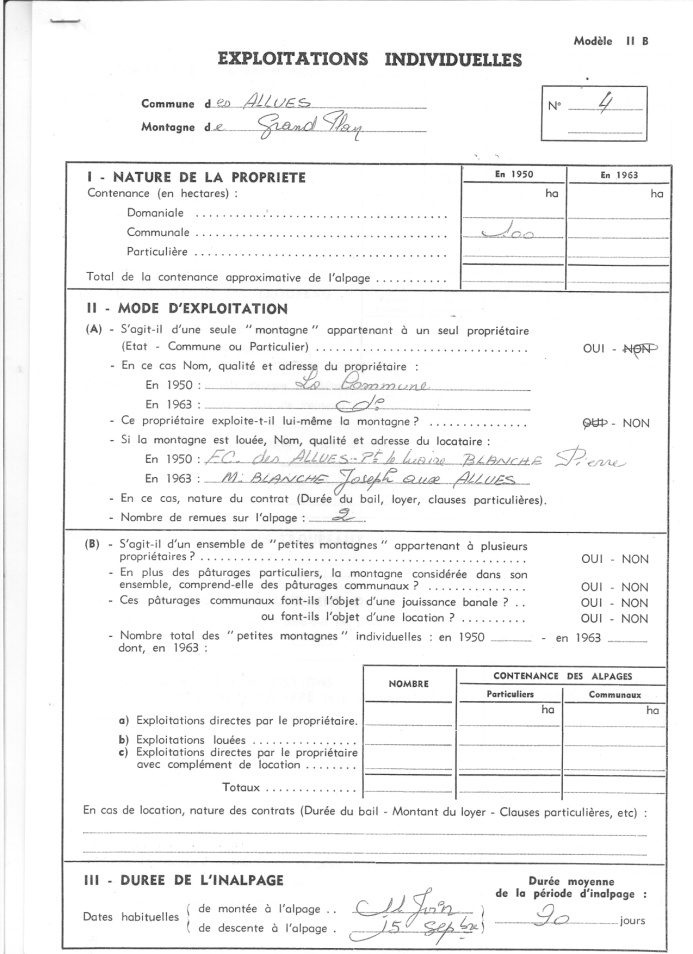 Modèle II B
EXPLOITATIONS INDIVIDUELLES
Commune des ALLUES
Montagne de Grand Plan
N° 4
I - NATURE DE LA PROPRIETE
En 1950
En 1963
Contenance (en hectares) :
ha
ha
Domaniale
Communale 100
Particulière
Total de la contenance approximative de l'alpage
II - MODE D'EXPLOITATION
(A) - S'agit-il d'une seule "montagne" appartenant à un seul propriétaire
(Etat - Commune ou Particulier) OUI - NON
- En ce cas Nom, qualité et adresse du propriétaire :
En 1950 : La Commune
En 1963 : cdo
- Ce propriétaire exploite-t-il lui-même la montagne ? OUI - NON
- Si la montagne est louée, Nom, qualité et adresse du locataire :
En 1950 : F.C. des ALLUES - BLANCHE Pierre
En 1963 : M. BLANCHE Joseph aux ALLUES
- En ce cas, nature du contrat (Durée du bail, loyer, clauses particulières).
- Nombre de remues sur l'alpage : 2.
(B) - S'agit-il d'un ensemble de "petites montagnes" appartenant à plusieurs
propriétaires ? OUI - NON
- En plus des pâturages particuliers, la montagne considérée dans son
ensemble, comprend-elle des pâturages communaux ? OUI - NON
- Ces pâturages communaux font-ils l'objet d'une jouissance banale ? .. OUI - NON
ou font-ils l'objet d'une location ? OUI - NON
- Nombre total des "petites montagnes" individuelles : en 1950 - en 1963
dont, en 1963 :
NOMBRE
CONTENANCE DES ALPAGES
Particuliers
Communaux
ha
ha
a) Exploitations directes par le propriétaire.
b) Exploitations louées
c) Exploitations directes par le propriétaire
avec complément de location
Totaux
En cas de location, nature des contrats (Durée du bail - Montant du loyer - Clauses particulières, etc) :
III - DUREE DE L'INALPAGE
Durée moyenne
de la période d'inalpage :
Dates habituelles
( de montée à l'alpage .. 11 Juin )
( de descente à l'alpage . 15 Sepbre )
90 jours